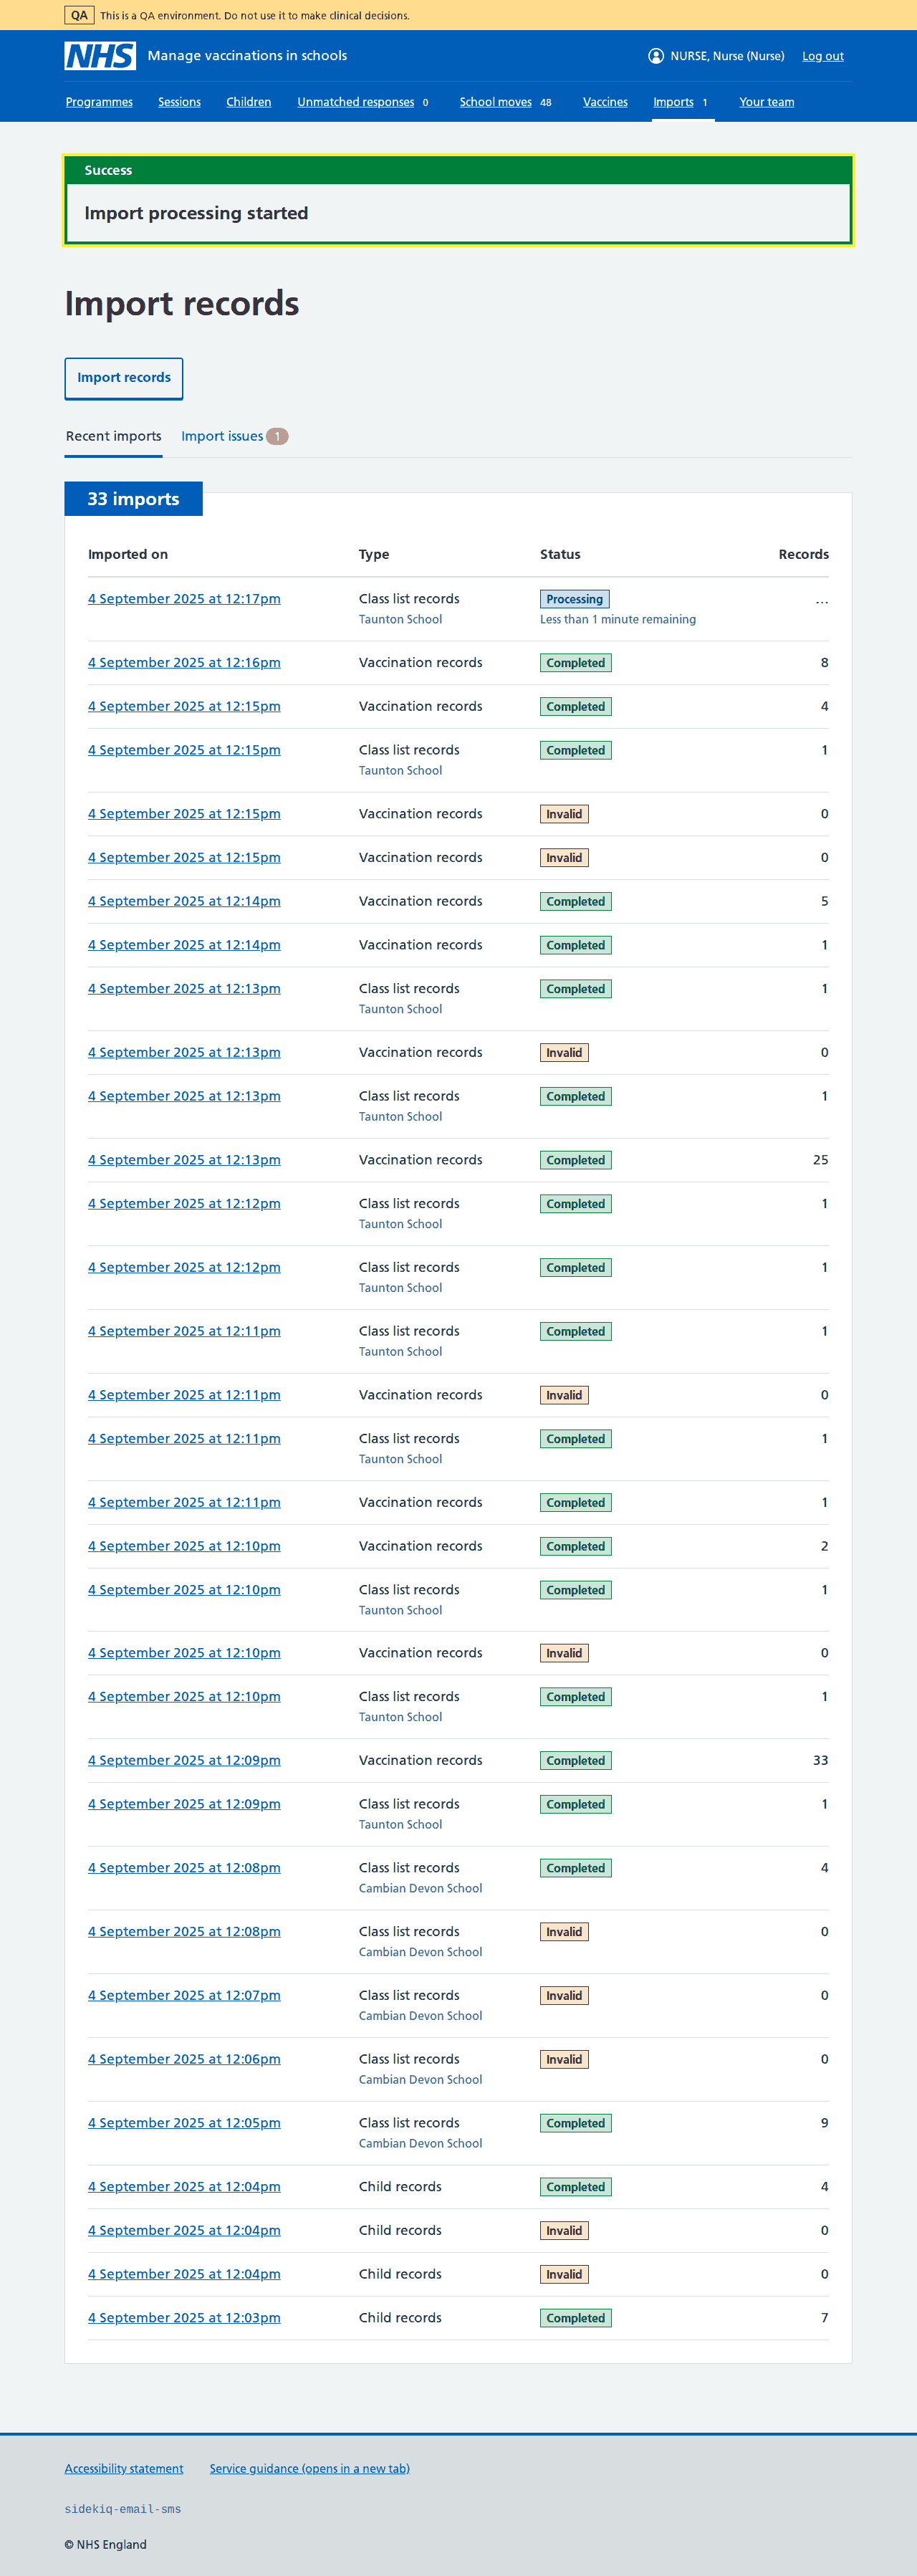 QA This is a QA environment. Do not use it to make clinical decisions.
NHS Manage vaccinations in schools NURSE, Nurse (Nurse) Log out
Programmes Sessions Children Unmatched responses 0 School moves 48 Vaccines Imports 1 Your team
Success
Import processing started
Import records
Import records
Recent imports Import issues 1
33 imports
Imported on Type Status Records
4 September 2025 at 12:17pm Class list records Processing ...
Taunton School Less than 1 minute remaining
4 September 2025 at 12:16pm Vaccination records Completed 8
4 September 2025 at 12:15pm Vaccination records Completed 4
4 September 2025 at 12:15pm Class list records Completed 1
Taunton School
4 September 2025 at 12:15pm Vaccination records Invalid 0
4 September 2025 at 12:15pm Vaccination records Invalid 0
4 September 2025 at 12:14pm Vaccination records Completed 5
4 September 2025 at 12:14pm Vaccination records Completed 1
4 September 2025 at 12:13pm Class list records Completed 1
Taunton School
4 September 2025 at 12:13pm Vaccination records Invalid 0
4 September 2025 at 12:13pm Class list records Completed 1
Taunton School
4 September 2025 at 12:13pm Vaccination records Completed 25
4 September 2025 at 12:12pm Class list records Completed 1
Taunton School
4 September 2025 at 12:12pm Class list records Completed 1
Taunton School
4 September 2025 at 12:11pm Class list records Completed 1
Taunton School
4 September 2025 at 12:11pm Vaccination records Invalid 0
4 September 2025 at 12:11pm Class list records Completed 1
Taunton School
4 September 2025 at 12:11pm Vaccination records Completed 1
4 September 2025 at 12:10pm Vaccination records Completed 2
4 September 2025 at 12:10pm Class list records Completed 1
Taunton School
4 September 2025 at 12:10pm Vaccination records Invalid 0
4 September 2025 at 12:10pm Class list records Completed 1
Taunton School
4 September 2025 at 12:09pm Vaccination records Completed 33
4 September 2025 at 12:09pm Class list records Completed 1
Taunton School
4 September 2025 at 12:08pm Class list records Completed 4
Cambian Devon School
4 September 2025 at 12:08pm Class list records Invalid 0
Cambian Devon School
4 September 2025 at 12:07pm Class list records Invalid 0
Cambian Devon School
4 September 2025 at 12:06pm Class list records Invalid 0
Cambian Devon School
4 September 2025 at 12:05pm Class list records Completed 9
Cambian Devon School
4 September 2025 at 12:04pm Child records Completed 4
4 September 2025 at 12:04pm Child records Invalid 0
4 September 2025 at 12:04pm Child records Invalid 0
4 September 2025 at 12:03pm Child records Completed 7
Accessibility statement Service guidance (opens in a new tab)
sidekiq-email-sms
© NHS England